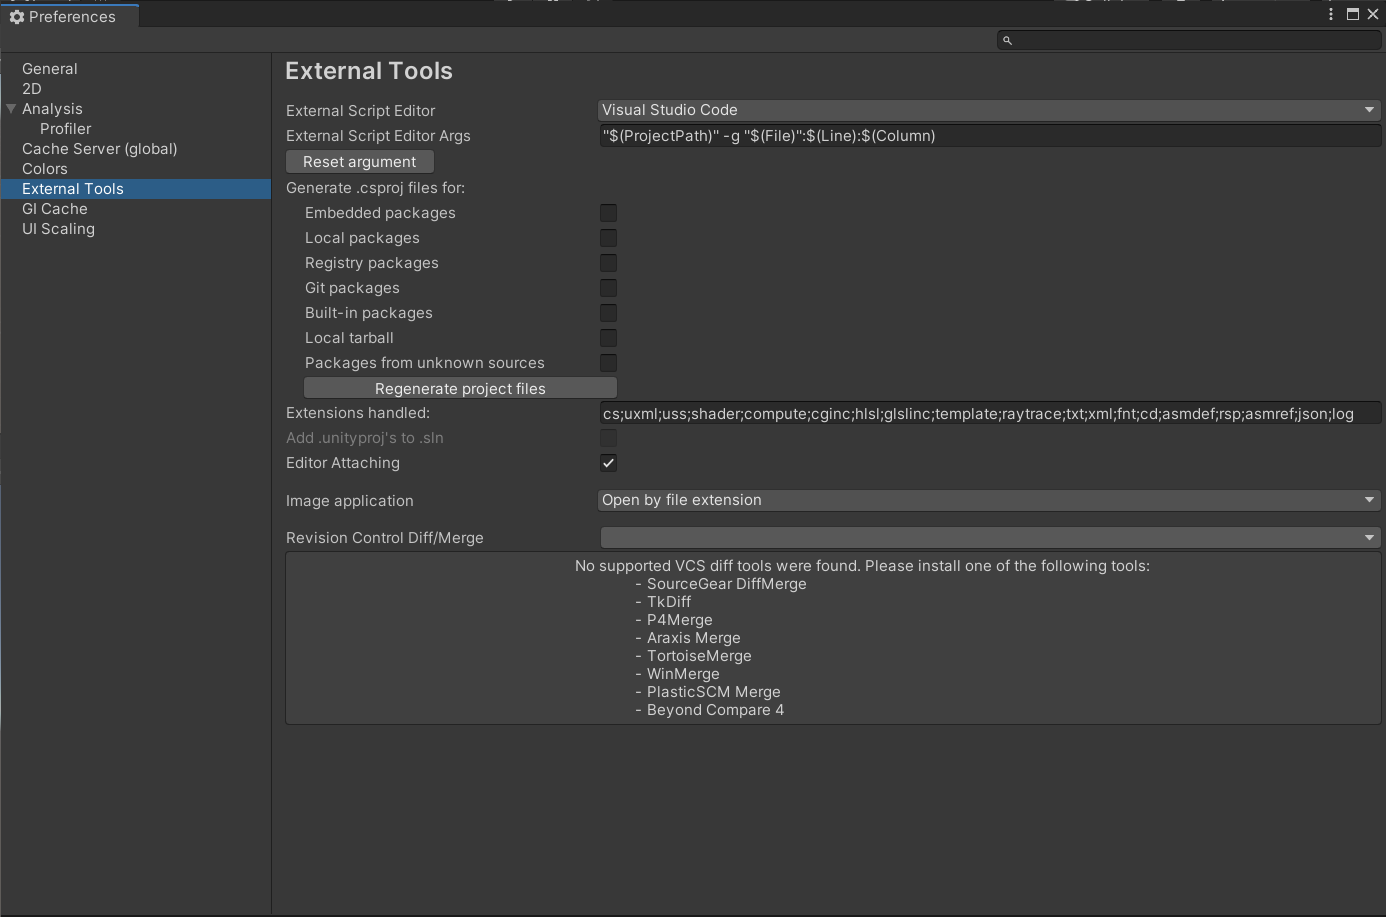 Preferences
General
2D
Analysis
Profiler
Cache Server (global)
Colors
External Tools
GI Cache
UI Scaling
External Tools
External Script Editor
Visual Studio Code
External Script Editor Args
"$(ProjectPath)" -g "$(File)":$(Line):$(Column)
Reset argument
Generate .csproj files for:
Embedded packages
Local packages
Registry packages
Git packages
Built-in packages
Local tarball
Packages from unknown sources
Regenerate project files
Extensions handled:
cs;uxml;uss;shader;compute;cginc;hlsl;glslinc;template;raytrace;txt;xml;fnt;cd;asmdef;rsp;asmref;json;log
Add .unityproj's to .sln
Editor Attaching
Image application
Open by file extension
Revision Control Diff/Merge
No supported VCS diff tools were found. Please install one of the following tools:
- SourceGear DiffMerge
- TkDiff
- P4Merge
- Araxis Merge
- TortoiseMerge
- WinMerge
- PlasticSCM Merge
- Beyond Compare 4